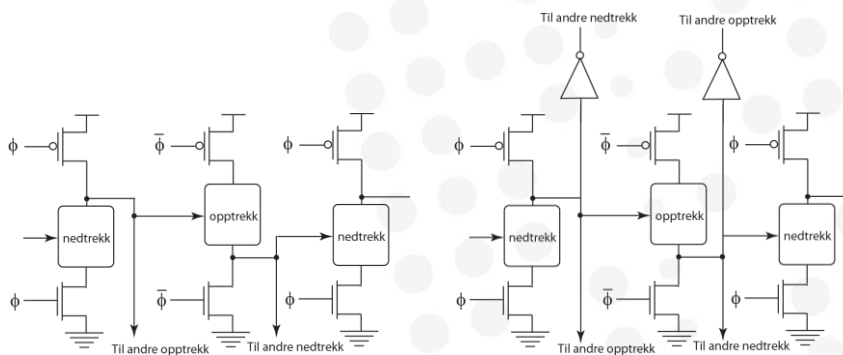 Til andre nedtrekk
Til andre opptrekk
ϕ
ϕ̅
ϕ
ϕ
ϕ̅
ϕ
nedtrekk
opptrekk
nedtrekk
nedtrekk
opptrekk
nedtrekk
ϕ
ϕ̅
ϕ
ϕ
ϕ̅
ϕ
Til andre opptrekk
Til andre nedtrekk
Til andre opptrekk
Til andre nedtrekk